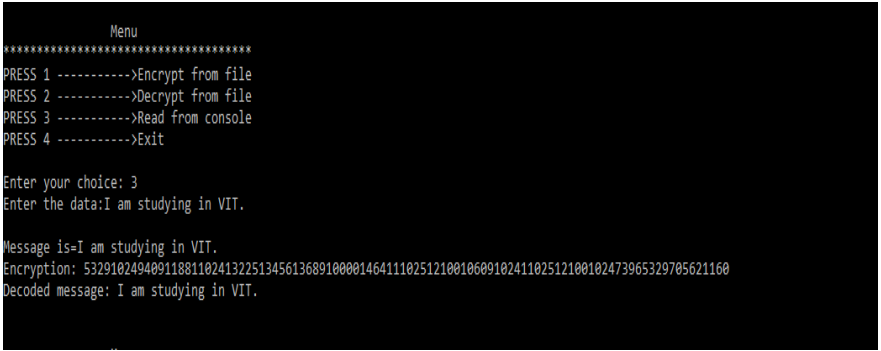 Menu
*************************************
PRESS 1 ----------->Encrypt from file
PRESS 2 ----------->Decrypt from file
PRESS 3 ----------->Read from console
PRESS 4 ----------->Exit
Enter your choice: 3
Enter the data:I am studying in VIT.
Message is=I am studying in VIT.
Encryption: 532910249409118811024132251345613689100001464111025121001060910241102512100102473965329705621160
Decoded message: I am studying in VIT.